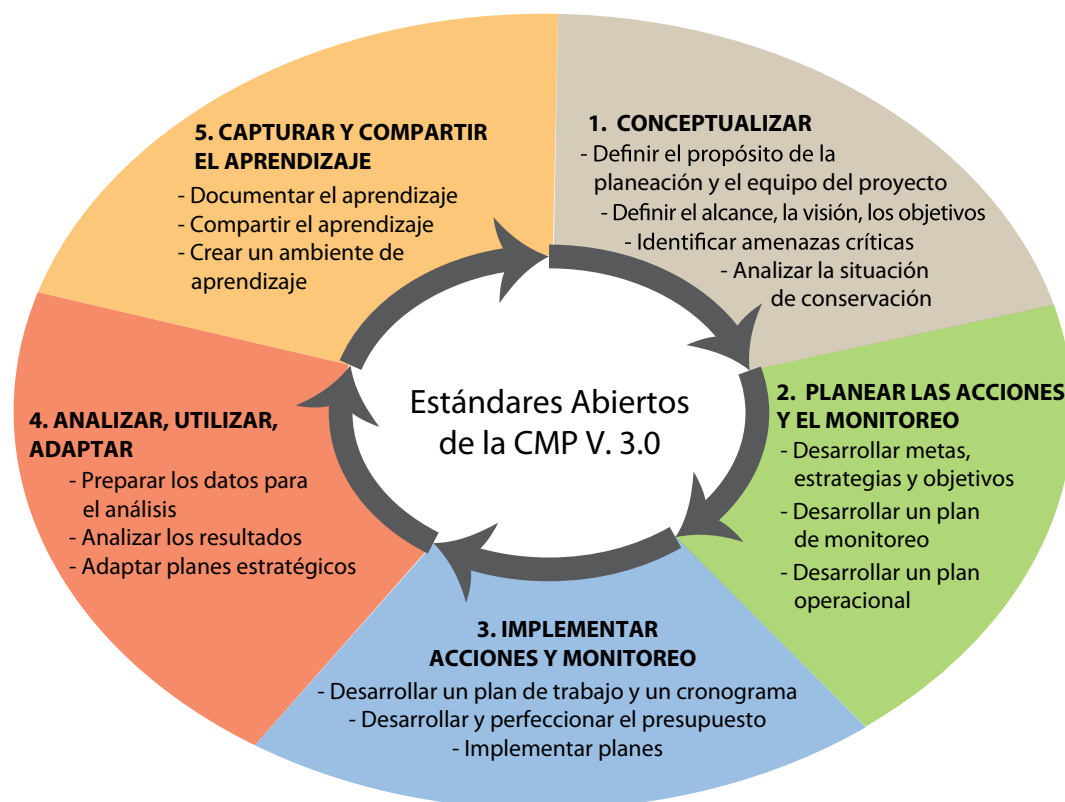 Estándares Abiertos
de la CMP V. 3.0
1. CONCEPTUALIZAR
- Definir el propósito de la
planeación y el equipo del proyecto
- Definir el alcance, la visión, los objetivos
- Identificar amenazas críticas
- Analizar la situación
de conservación
2. PLANEAR LAS ACCIONES
Y EL MONITOREO
- Desarrollar metas,
estrategias y objetivos
- Desarrollar un plan
de monitoreo
- Desarrollar un plan
operacional
3. IMPLEMENTAR
ACCIONES Y MONITOREO
- Desarrollar un plan de trabajo y un cronograma
- Desarrollar y perfeccionar el presupuesto
- Implementar planes
4. ANALIZAR, UTILIZAR,
ADAPTAR
- Preparar los datos para
el análisis
- Analizar los resultados
- Adaptar planes estratégicos
5. CAPTURAR Y COMPARTIR
EL APRENDIZAJE
- Documentar el aprendizaje
- Compartir el aprendizaje
- Crear un ambiente de
aprendizaje